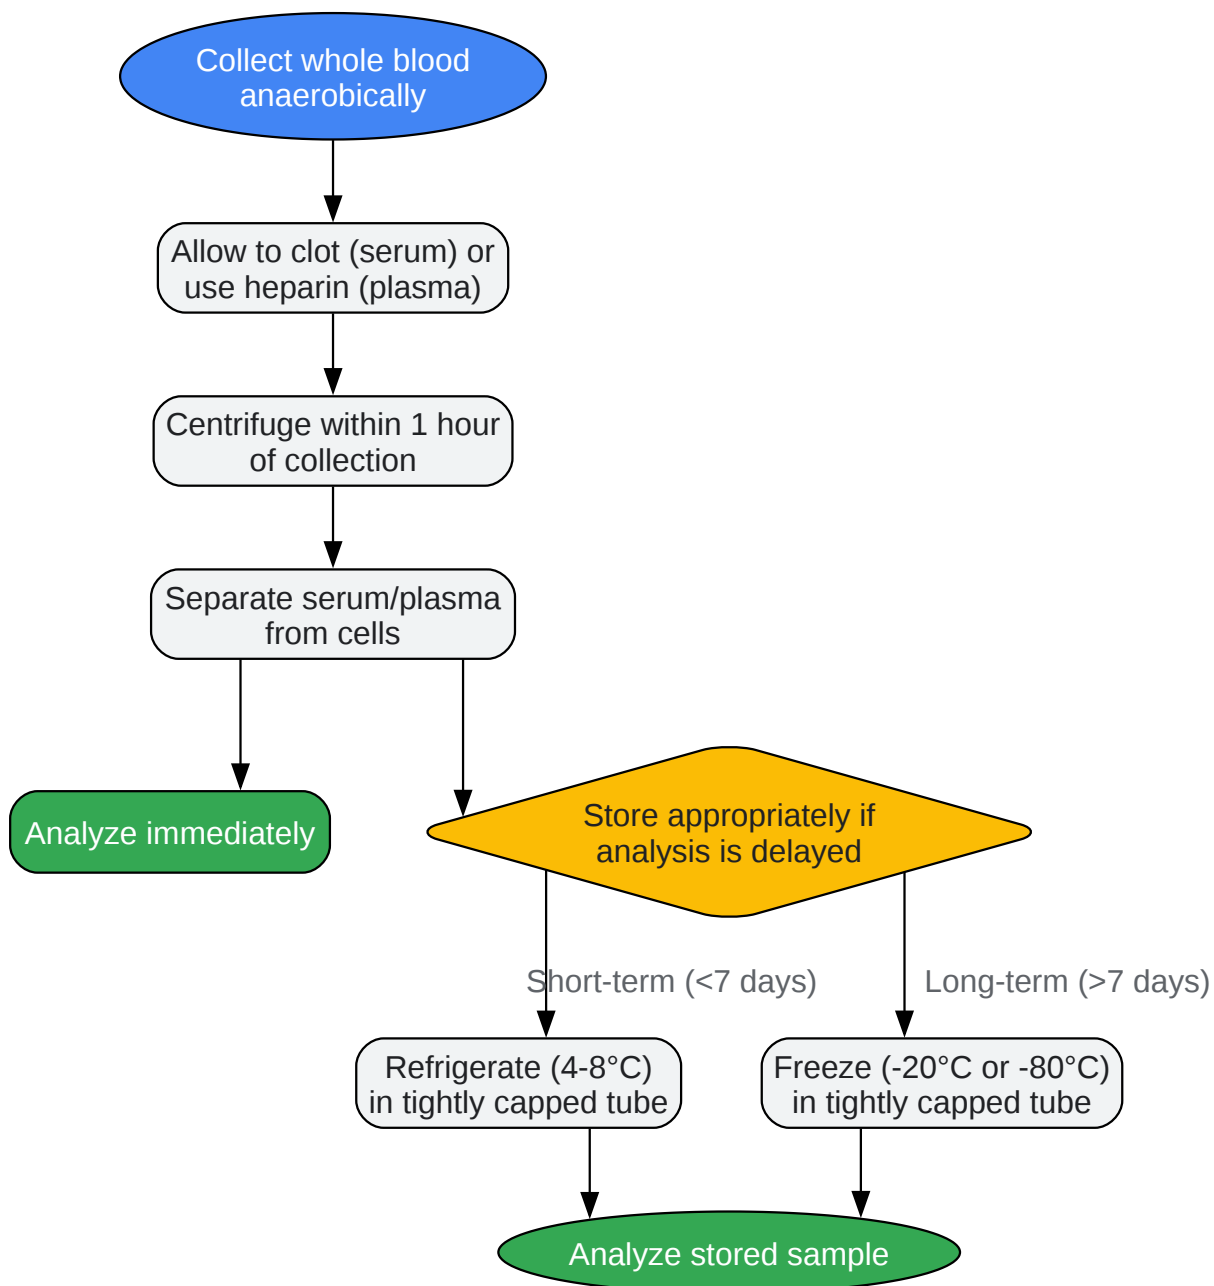 Collect whole blood
anaerobically
Allow to clot (serum) or
use heparin (plasma)
Centrifuge within 1 hour
of collection
Separate serum/plasma
from cells
Analyze immediately
Store appropriately if
analysis is delayed
Short-term (<7 days)
Long-term (>7 days)
Refrigerate (4-8°C)
in tightly capped tube
Freeze (-20°C or -80°C)
in tightly capped tube
Analyze stored sample